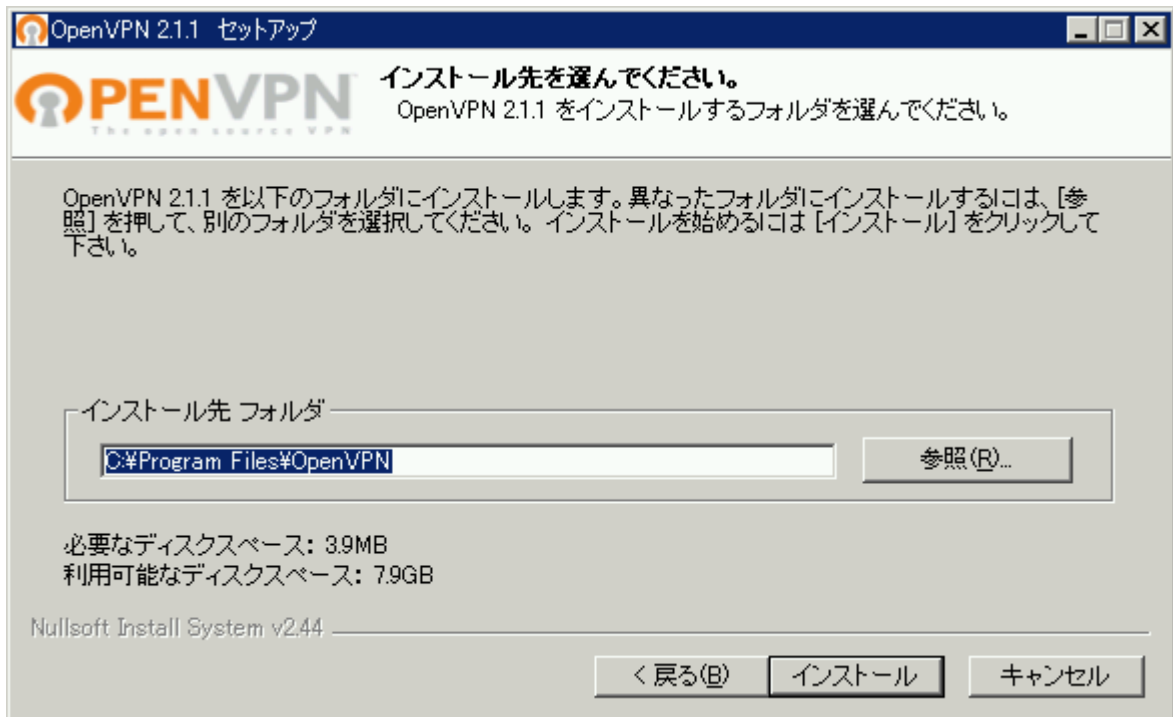 OpenVPN 2.1.1 セットアップ
OPENVPN™
The open source VPN
インストール先を選んでください。
OpenVPN 2.1.1 をインストールするフォルダを選んでください。
OpenVPN 2.1.1 を以下のフォルダにインストールします。異なったフォルダにインストールするには、[参
照] を押して、別のフォルダを選択してください。 インストールを始めるには [インストール] をクリックして
下さい。
インストール先 フォルダ
C:¥Program Files¥OpenVPN
参照(R)...
必要なディスクスペース: 3.9MB
利用可能なディスクスペース: 7.9GB
Nullsoft Install System v2.44
< 戻る(B)
インストール
キャンセル